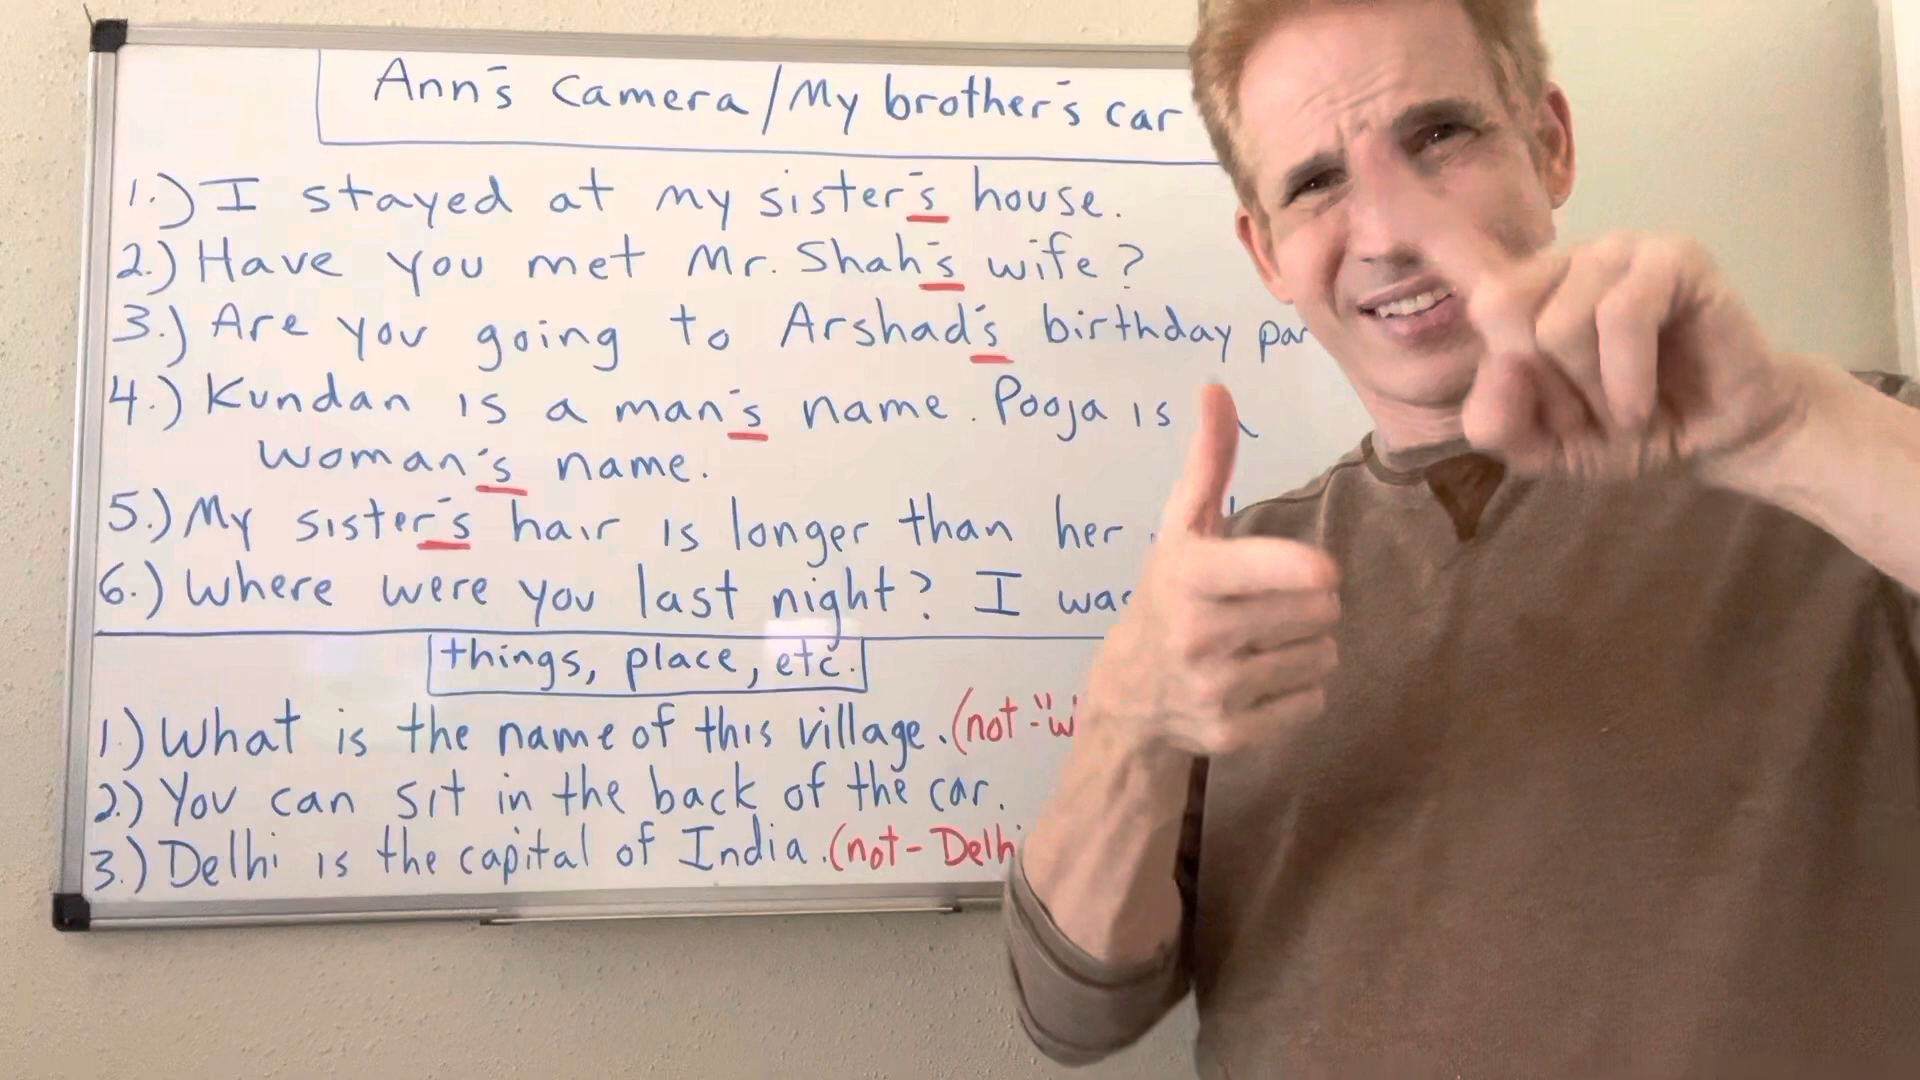 Ann's Camera / My brother's car
1.) I stayed at my sister's house.
2.) Have you met Mr. Shah's wife?
3.) Are you going to Arshad's birthday par
4.) Kundan is a man's name. Pooja is
woman's name.
5.) My sister's hair is longer than her
6.) Where were you last night? I was
things, place, etc.
1.) What is the name of this village. (not - "w
2.) You can sit in the back of the car.
3.) Delhi is the capital of India. (not - Delhi